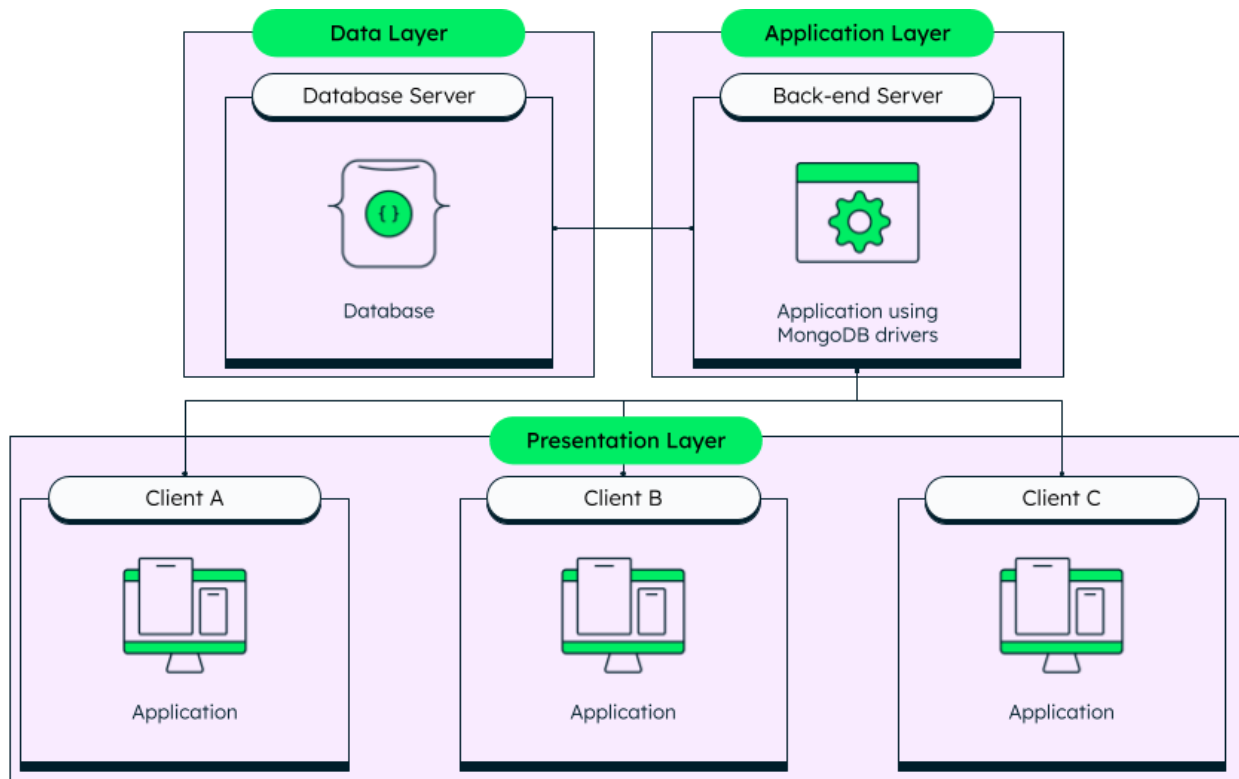 Data Layer
Application Layer
Database Server
Back-end Server
{}
Database
Application using
MongoDB drivers
Presentation Layer
Client A
Client B
Client C
Application
Application
Application